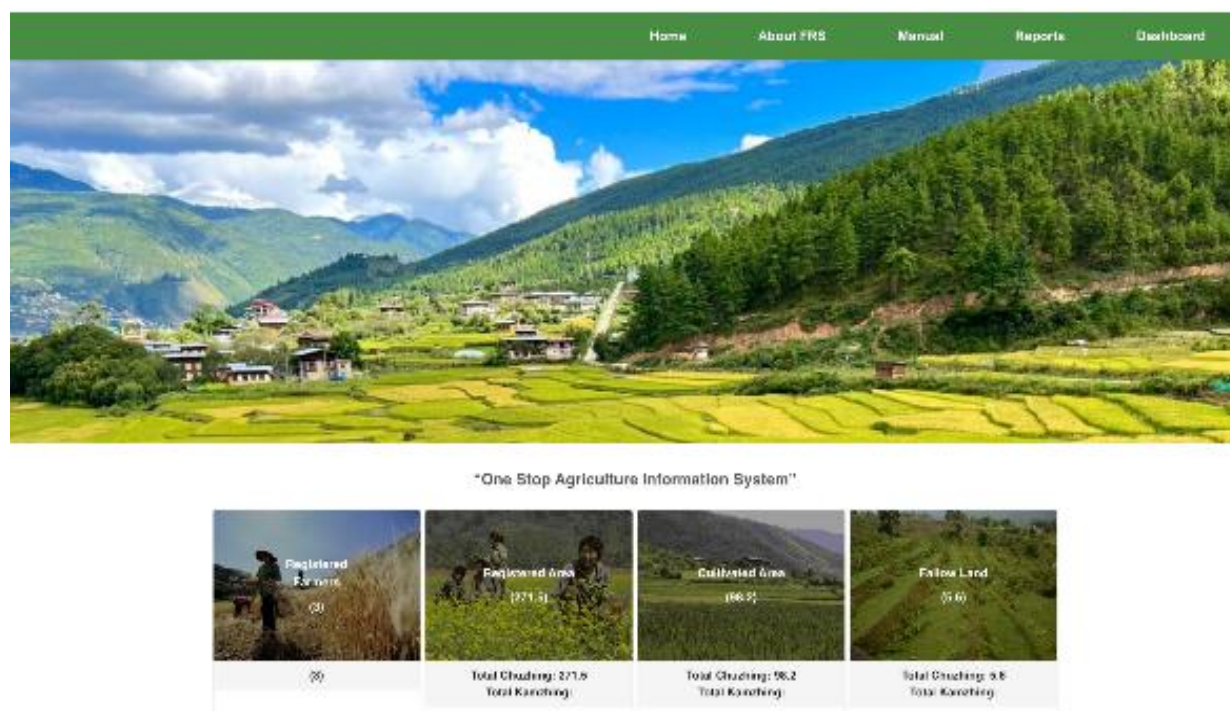 Home About FRS Manual Reports Dashboard
"One Stop Agriculture Information System"
Registered
Farmers
(3)
(3)
Registered Area
(271.5)
Total Chuzhing: 271.5
Total Kamzhing:
Cultivated Area
(98.2)
Total Chuzhing: 98.2
Total Kamzhing:
Fallow Land
(5.6)
Total Chuzhing: 5.6
Total Kamzhing: